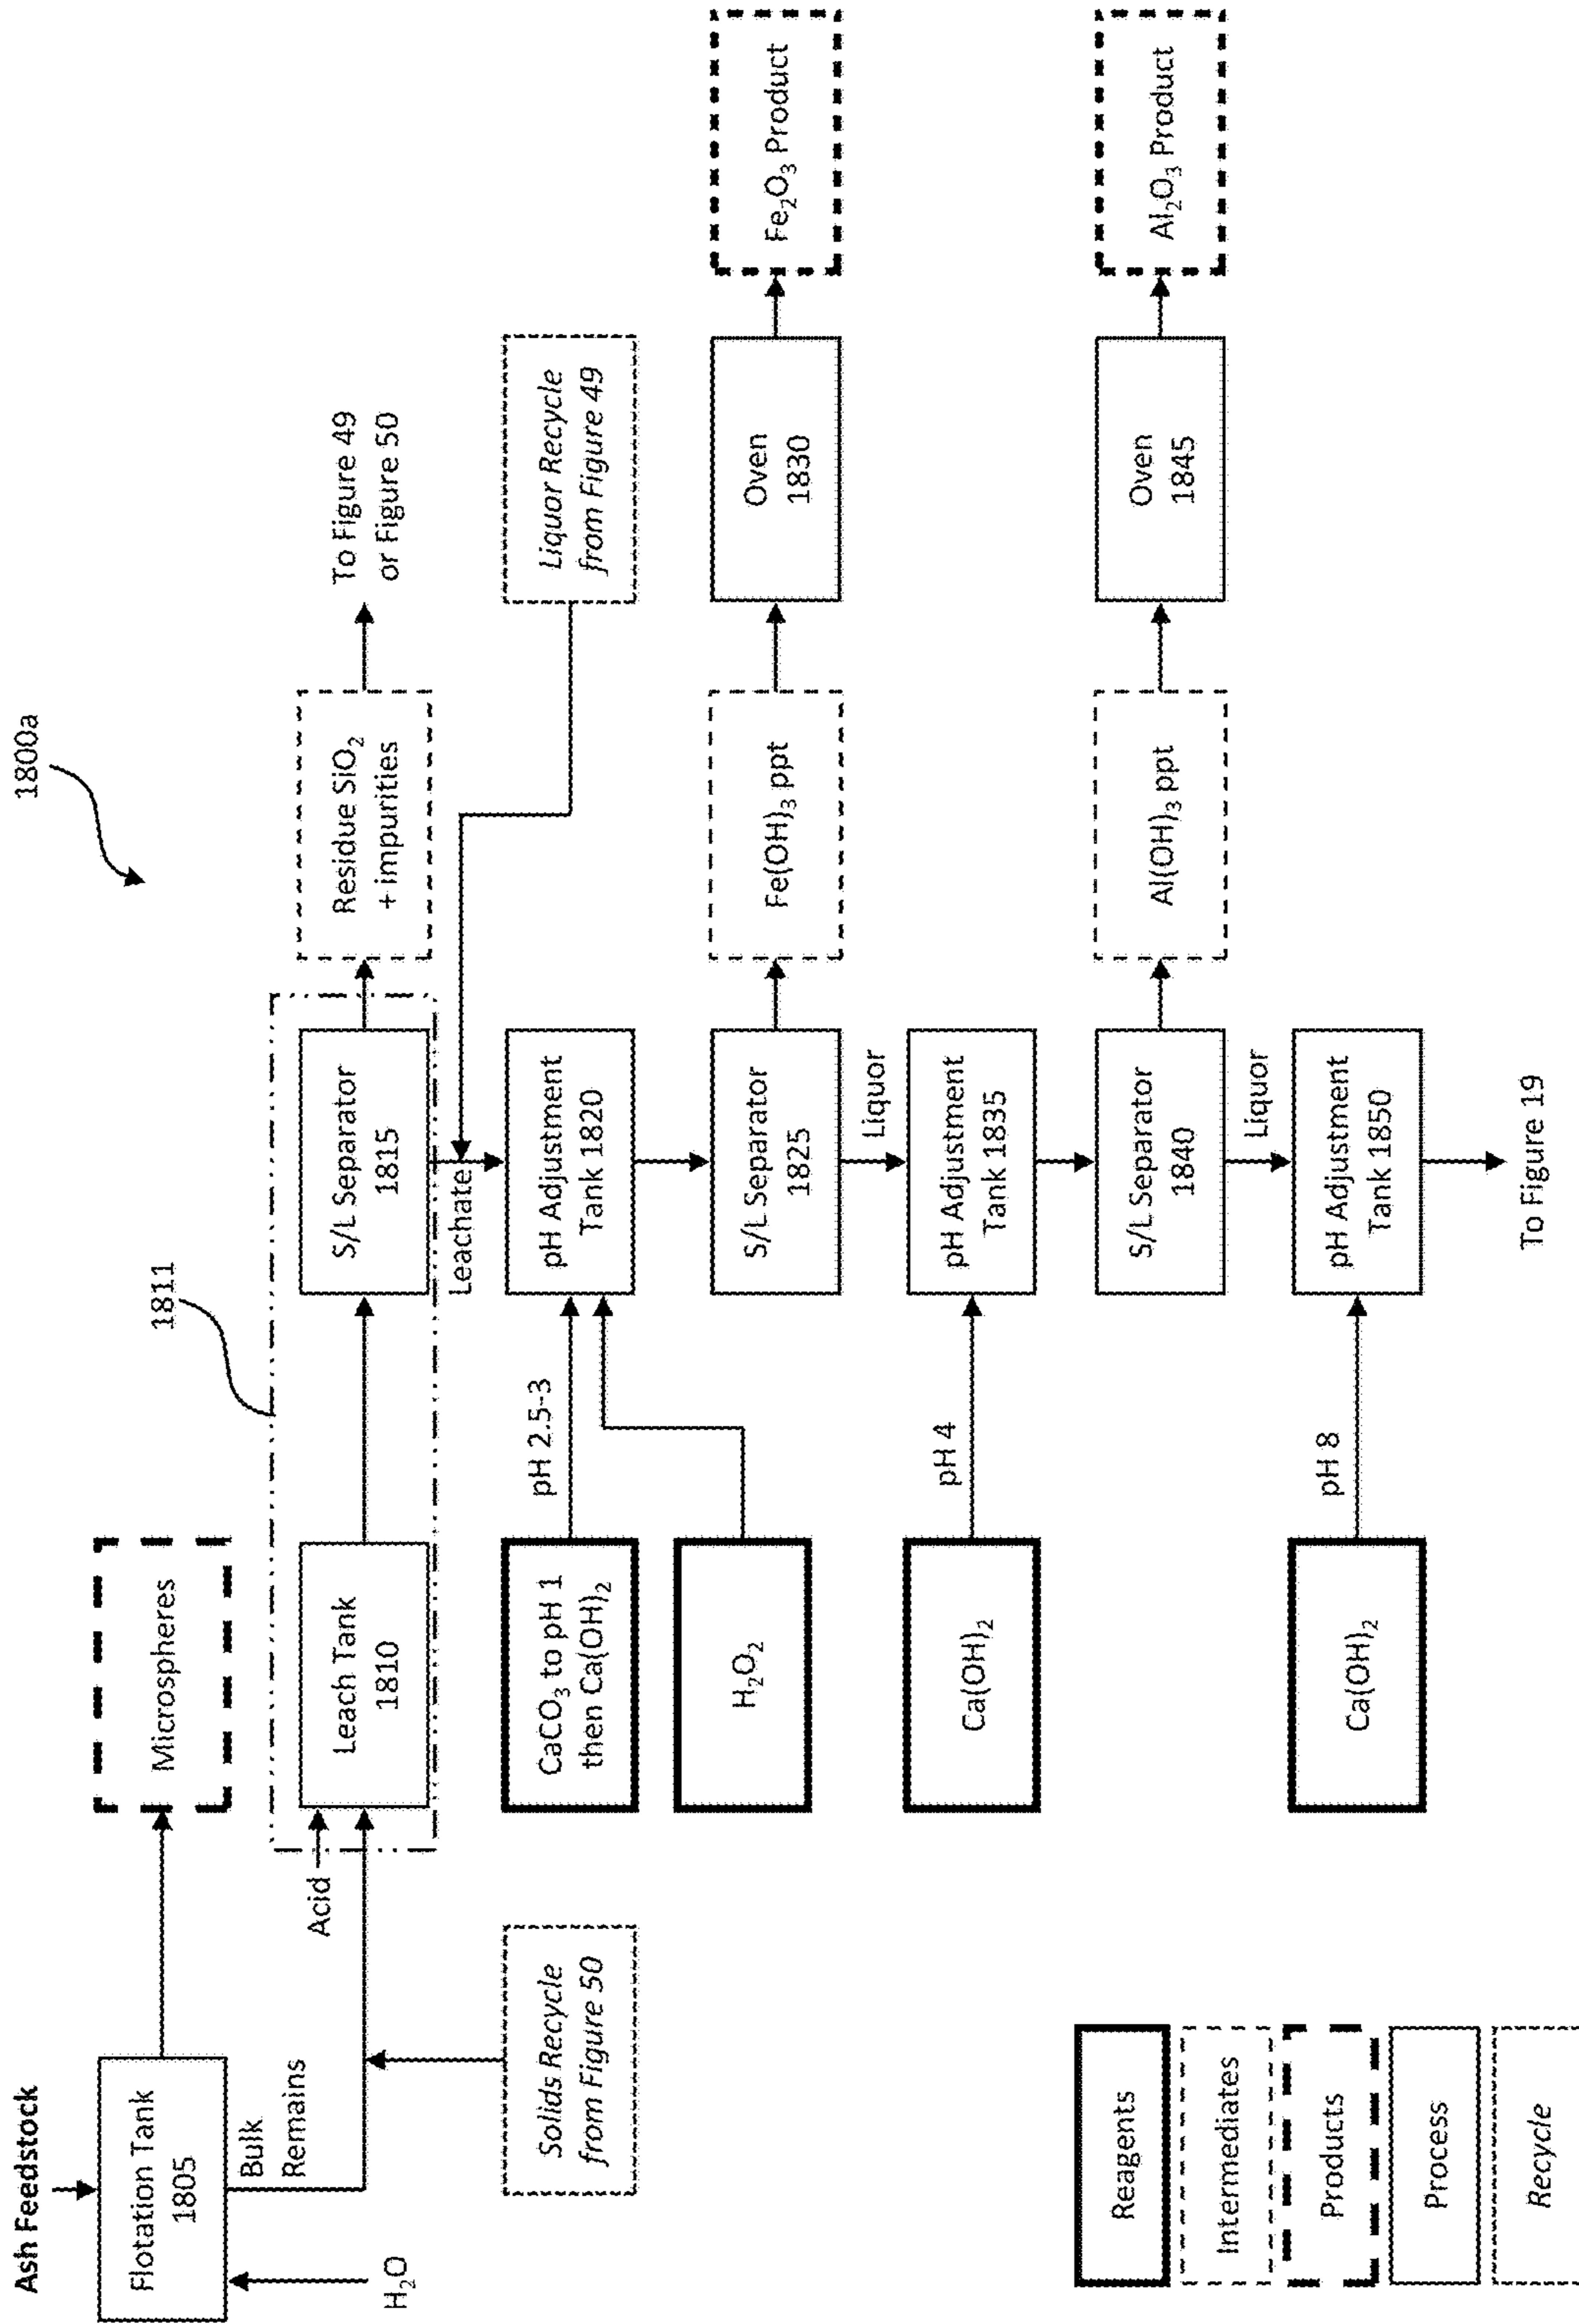 1800a
Ash Feedstock
Flotation Tank
1805
Microspheres
H₂O
Bulk
Remains
1811
Acid
Leach Tank
1810
S/L Separator
1815
Residue SiO₂
+ impurities
To Figure 49
or Figure 50
Solids Recycle
from Figure 50
Leachate
Liquor Recycle
from Figure 49
CaCO₃ to pH 1
then Ca(OH)₂
pH 2.5-3
pH Adjustment
Tank 1820
H₂O₂
S/L Separator
1825
Fe(OH)₃ ppt
Oven
1830
Fe₂O₃ Product
Liquor
Ca(OH)₂
pH 4
pH Adjustment
Tank 1835
S/L Separator
1840
Al(OH)₃ ppt
Oven
1845
Al₂O₃ Product
Liquor
Ca(OH)₂
pH 8
pH Adjustment
Tank 1850
To Figure 19
Reagents
Intermediates
Products
Process
Recycle